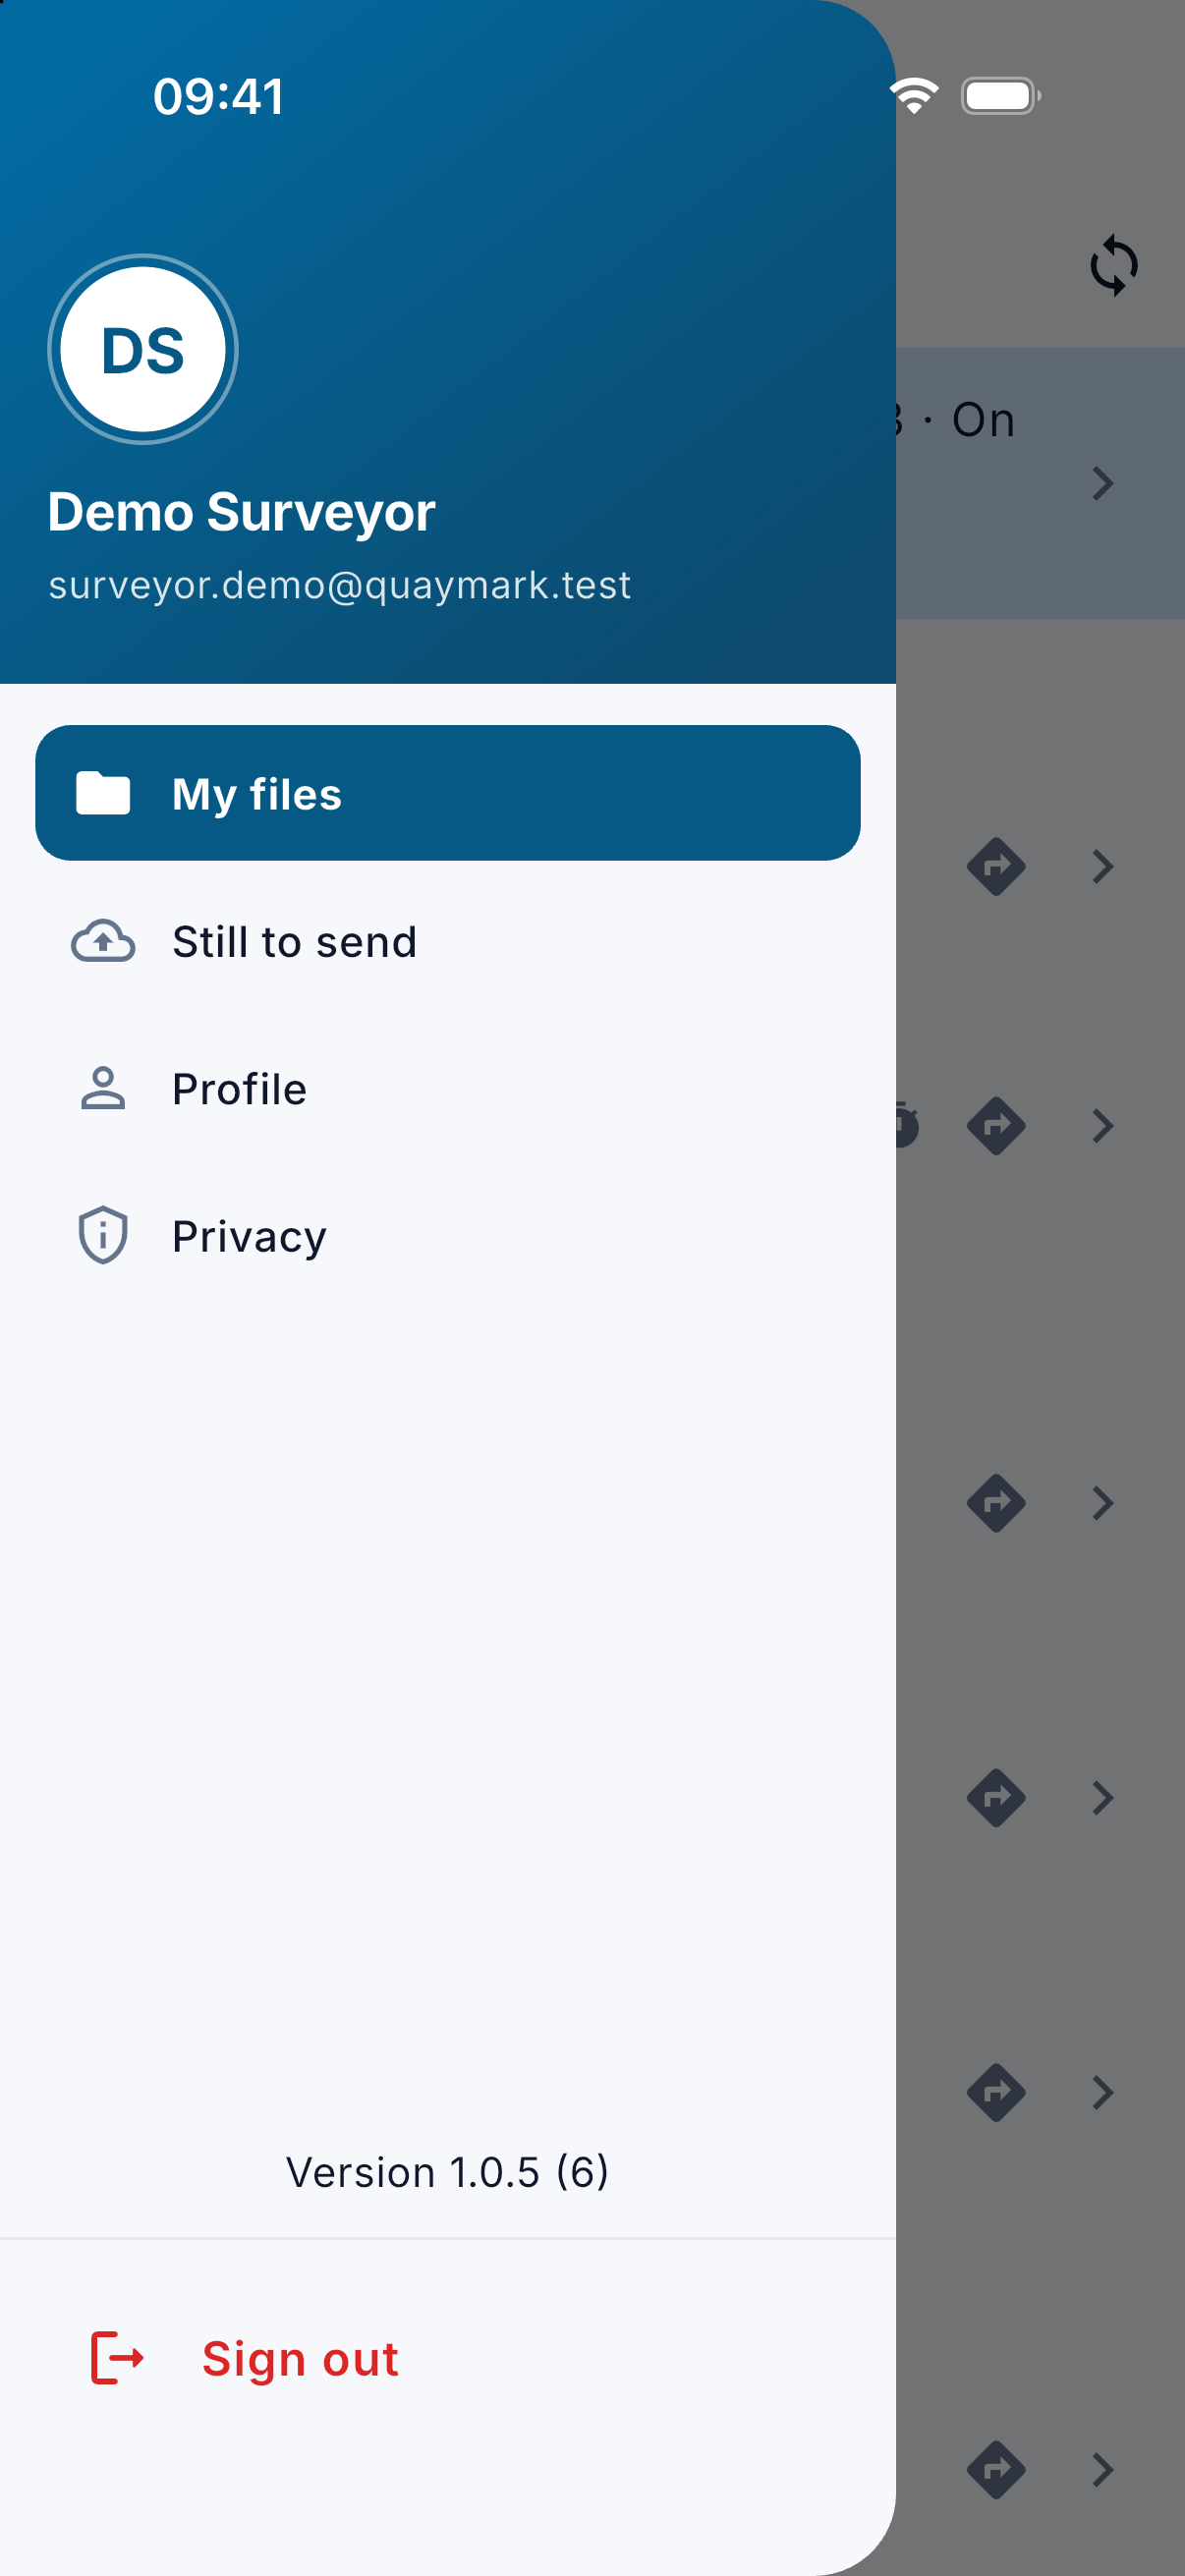 09:41
DS
· On
Demo Surveyor
surveyor.demo@quaymark.test
My files
Still to send
Profile
Privacy
Version 1.0.5 (6)
Sign out